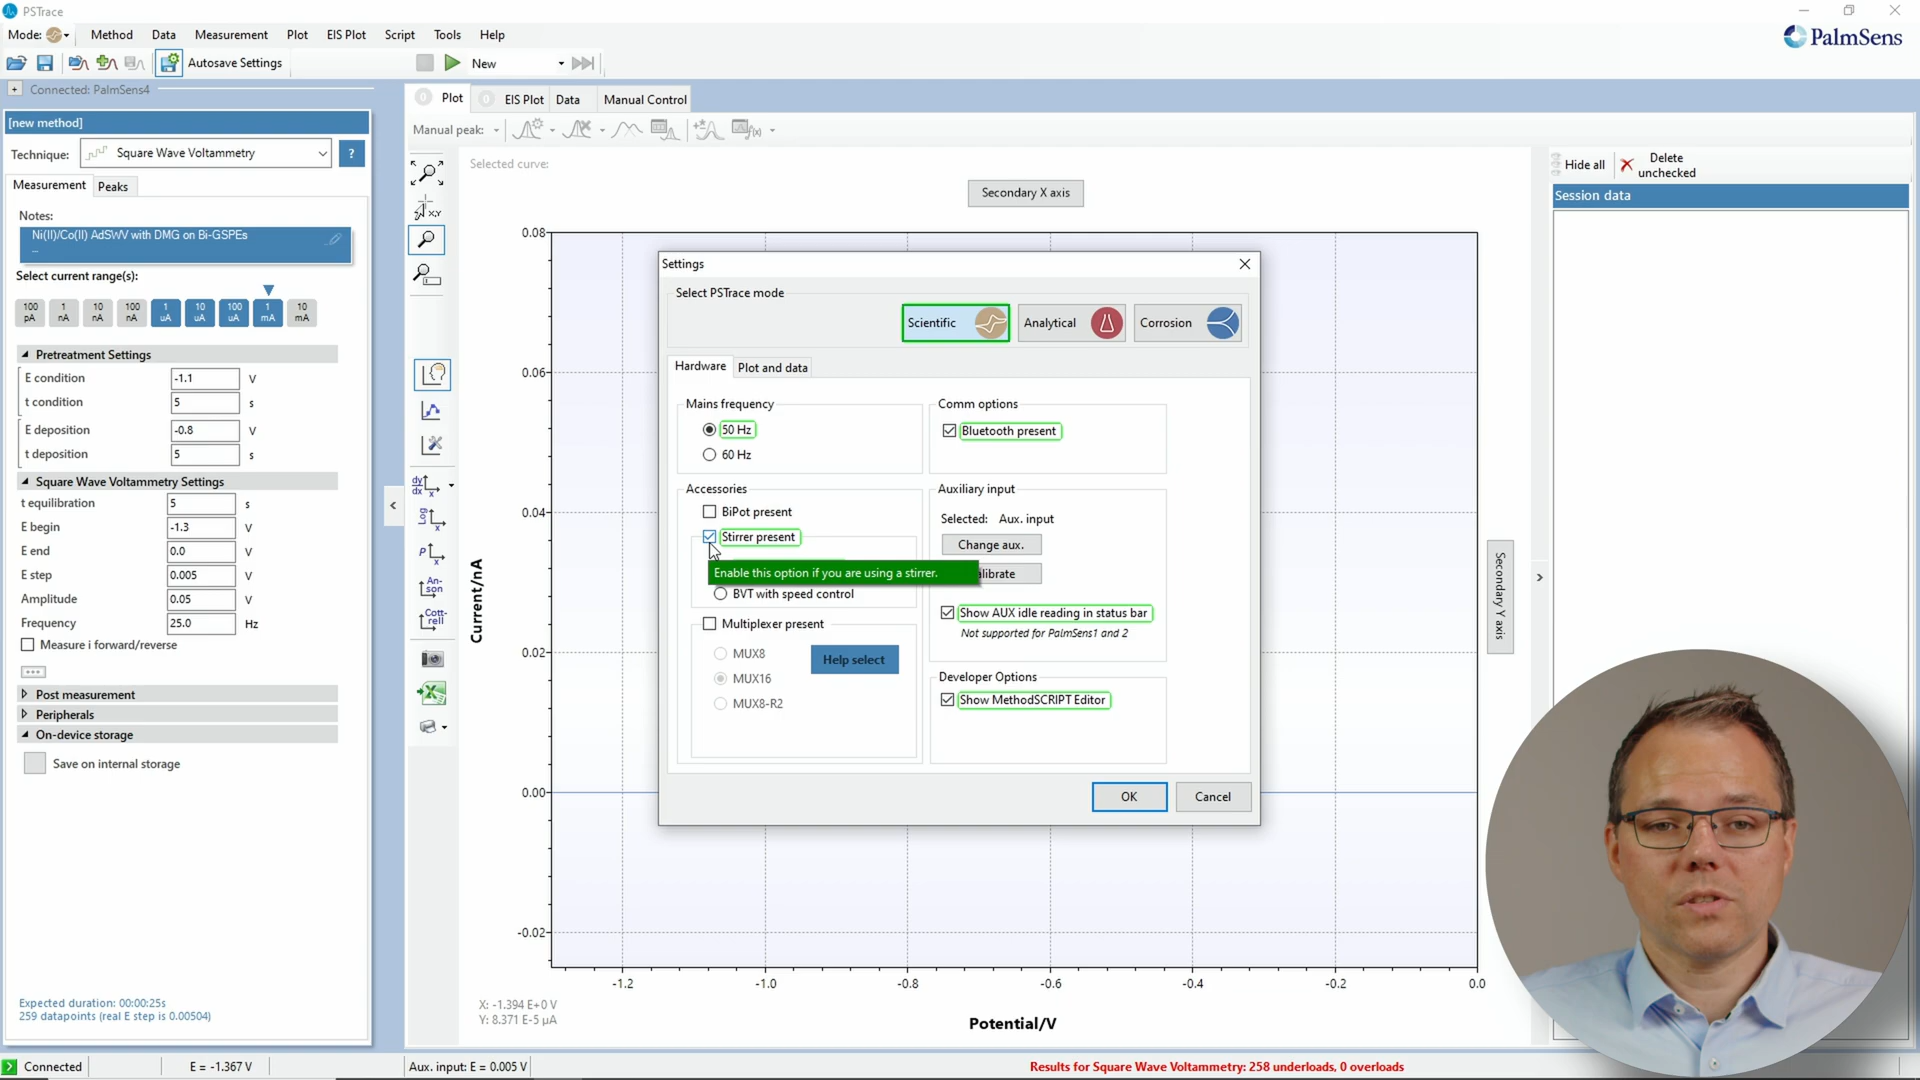 PSTrace
Mode:
Method
Data
Measurement
Plot
EIS Plot
Script
Tools
Help
PalmSens
Autosave Settings
New
Connected: PalmSens4
[new method]
Technique:
Square Wave Voltammetry
?
Measurement
Peaks
Notes:
Ni(II)/Co(II) AdSWV with DMG on Bi-GSPEs
...
Select current range(s):
100 pA
1 nA
10 nA
100 nA
1 uA
10 uA
100 uA
1 mA
10 mA
Pretreatment Settings
E condition -1.1 V
t condition 5 s
E deposition -0.8 V
t deposition 5 s
Square Wave Voltammetry Settings
t equilibration 5 s
E begin -1.3 V
E end 0.0 V
E step 0.005 V
Amplitude 0.05 V
Frequency 25.0 Hz
Measure i forward/reverse
Post measurement
Peripherals
On-device storage
Save on internal storage
Expected duration: 00:00:25s
259 datapoints (real E step is 0.00504)
Connected
E = -1.367 V
Aux. input: E = 0.005 V
Results for Square Wave Voltammetry: 258 underloads, 0 overloads
0 Plot
0 EIS Plot
Data
Manual Control
Manual peak:
Selected curve:
Secondary X axis
x,y
dy/dx x
Log x
P x
An-son
Cott-rell
Current/nA
0.08
0.06
0.04
0.02
0.00
-0.02
-1.2
-1.0
-0.8
-0.6
-0.4
-0.2
0.0
Potential/V
X: -1.394 E+0 V
Y: 8.371 E-5 µA
Secondary Y axis
Hide all
Delete unchecked
Session data
Settings
Select PSTrace mode
Scientific
Analytical
Corrosion
Hardware
Plot and data
Mains frequency
50 Hz
60 Hz
Comm options
Bluetooth present
Accessories
BiPot present
Stirrer present
Enable this option if you are using a stirrer.
BVT with speed control
Multiplexer present
MUX8
MUX16
MUX8-R2
Help select
Auxiliary input
Selected: Aux. input
Change aux.
alibrate
Show AUX idle reading in status bar
Not supported for PalmSens1 and 2
Developer Options
Show MethodSCRIPT Editor
OK
Cancel